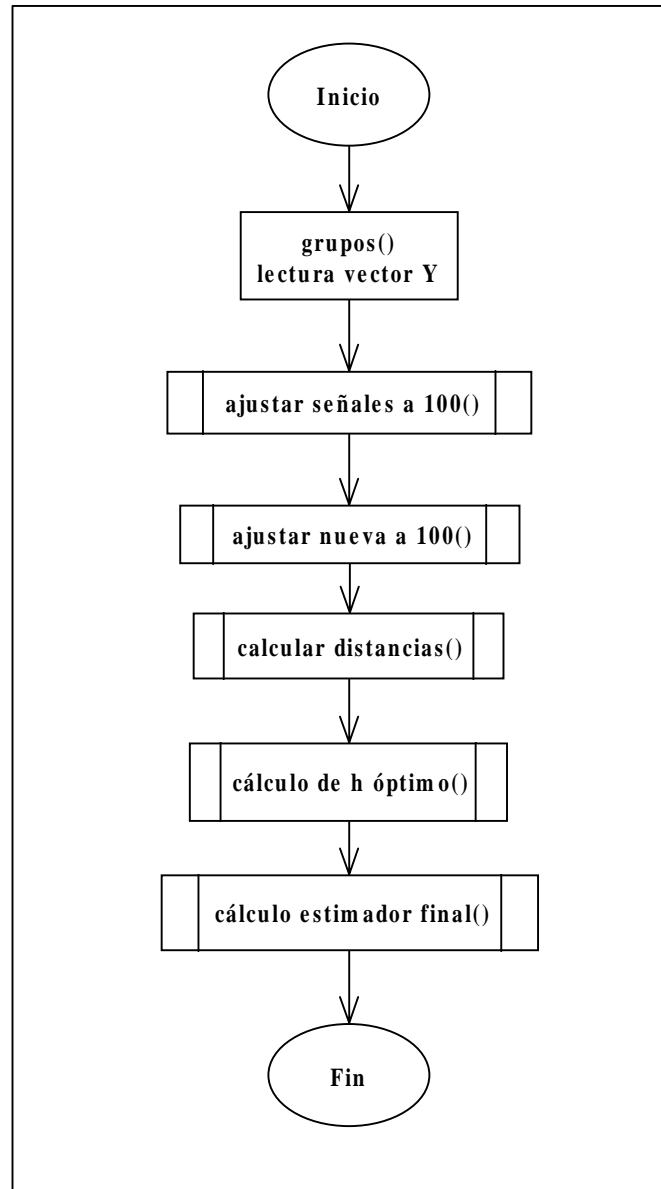 Inicio
grupos()
lectura vector Y
ajustar señales a 100()
ajustar nueva a 100()
calcular distancias()
cálculo de h óptimo()
cálculo estimador final()
Fin